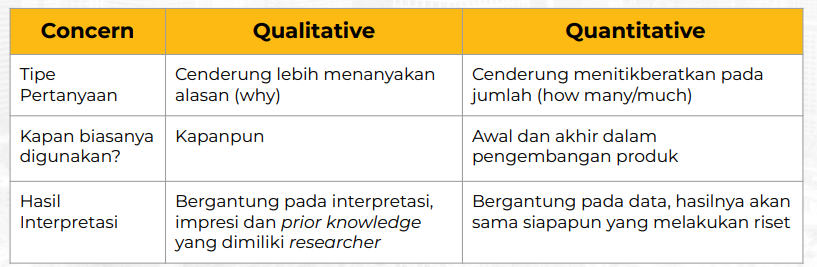 Concern Qualitative Quantitative
Tipe Pertanyaan
Cenderung lebih menanyakan
alasan (why)
Cenderung menitikberatkan pada
jumlah (how many/much)
Kapan biasanya
digunakan?
Kapanpun
Awal dan akhir dalam
pengembangan produk
Hasil
Interpretasi
Bergantung pada interpretasi,
impresi dan prior knowledge
yang dimiliki researcher
Bergantung pada data, hasilnya akan
sama siapapun yang melakukan riset